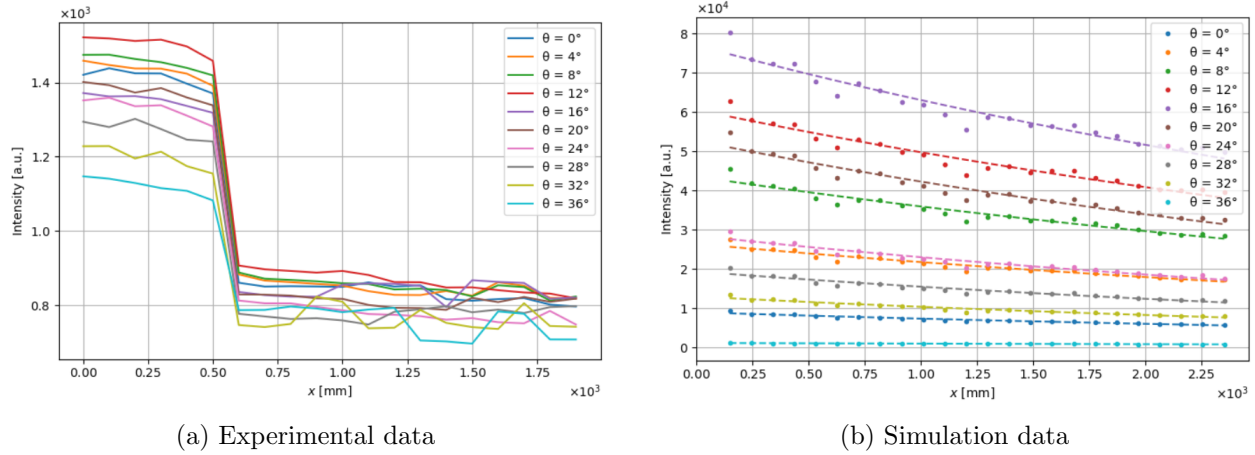 ×10³
1.4
1.2
1.0
0.8
Intensity [a.u.]
0.00 0.25 0.50 0.75 1.00 1.25 1.50 1.75
×10³
x [mm]
θ = 0°
θ = 4°
θ = 8°
θ = 12°
θ = 16°
θ = 20°
θ = 24°
θ = 28°
θ = 32°
θ = 36°
(a) Experimental data
×10⁴
8
7
6
5
4
3
2
1
0
Intensity [a.u.]
0.25 0.50 0.75 1.00 1.25 1.50 1.75 2.00 2.25
×10³
x [mm]
θ = 0°
θ = 4°
θ = 8°
θ = 12°
θ = 16°
θ = 20°
θ = 24°
θ = 28°
θ = 32°
θ = 36°
(b) Simulation data